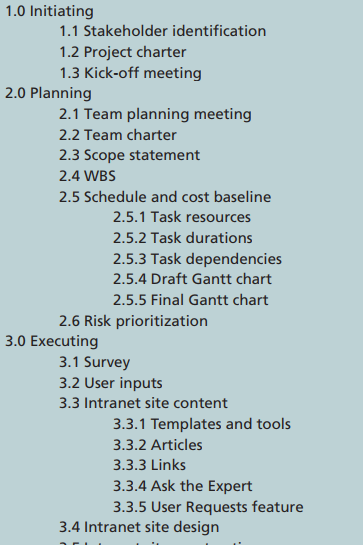 1.0 Initiating
1.1 Stakeholder identification
1.2 Project charter
1.3 Kick-off meeting
2.0 Planning
2.1 Team planning meeting
2.2 Team charter
2.3 Scope statement
2.4 WBS
2.5 Schedule and cost baseline
2.5.1 Task resources
2.5.2 Task durations
2.5.3 Task dependencies
2.5.4 Draft Gantt chart
2.5.5 Final Gantt chart
2.6 Risk prioritization
3.0 Executing
3.1 Survey
3.2 User inputs
3.3 Intranet site content
3.3.1 Templates and tools
3.3.2 Articles
3.3.3 Links
3.3.4 Ask the Expert
3.3.5 User Requests feature
3.4 Intranet site design